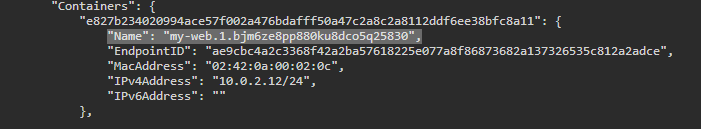 "Containers": {
"e827b234020994ace57f002a476bdafff50a47c2a8c2a8112ddf6ee38bfc8a11": {
"Name": "my-web.1.bjm6ze8pp880ku8dco5q25830",
"EndpointID": "ae9cbc4a2c3368f42a2ba57618225e077a8f86873682a137326535c812a2adce",
"MacAddress": "02:42:0a:00:02:0c",
"IPv4Address": "10.0.2.12/24",
"IPv6Address": ""
},